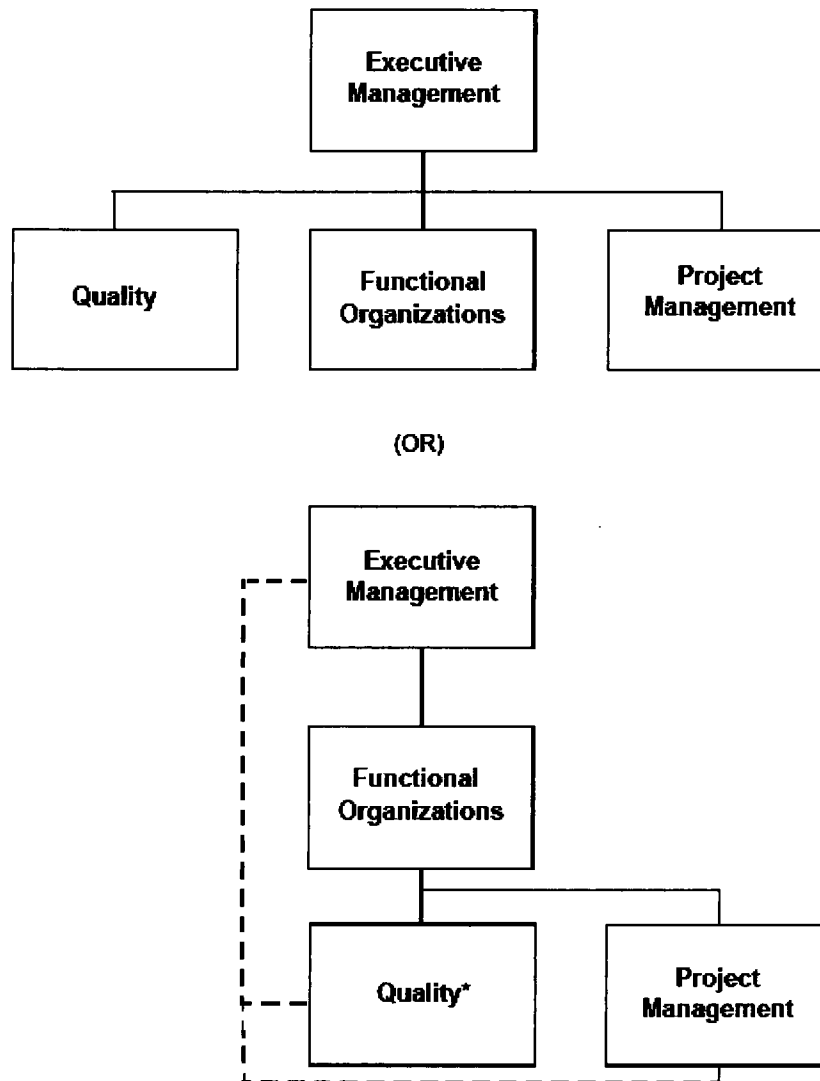 Executive
Management
Quality
Functional
Organizations
Project
Management
(OR)
Executive
Management
Functional
Organizations
Quality*
Project
Management